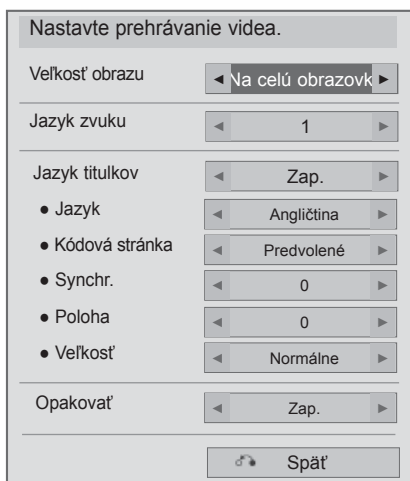 Nastavte prehrávanie videa.
Veľkosť obrazu ◄ Na celú obrazovk ►
Jazyk zvuku ◄ 1 ►
Jazyk titulkov ◄ Zap. ►
● Jazyk ◄ Angličtina ►
● Kódová stránka ◄ Predvolené ►
● Synchr. ◄ 0 ►
● Poloha ◄ 0 ►
● Veľkosť ◄ Normálne ►
Opakovať ◄ Zap. ►
Späť